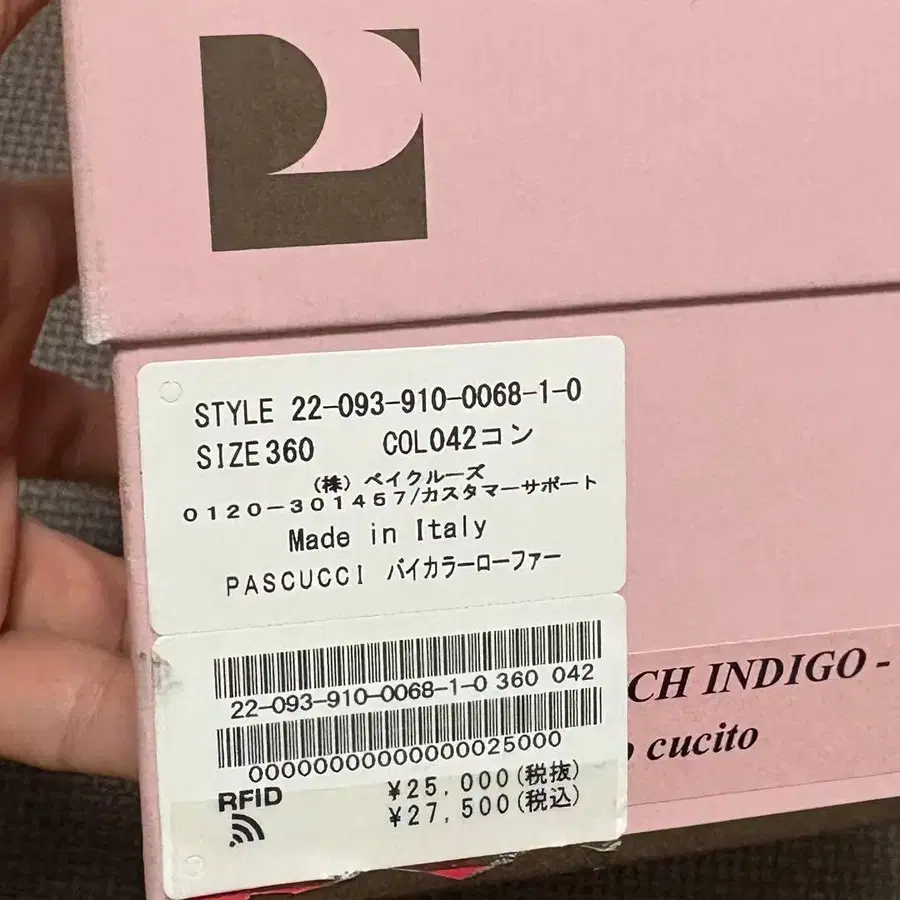 STYLE 22-093-910-0068-1-0
SIZE360 COL042コン
(株) ベイクルーズ
0120-301457/カスタマーサポート
Made in Italy
PASCUCCI バイカラーローファー
22-093-910-0068-1-0 360 042
00000000000000025000
RFID
¥25,000(税抜)
¥27,500(税込)
CH INDIGO -
cucito